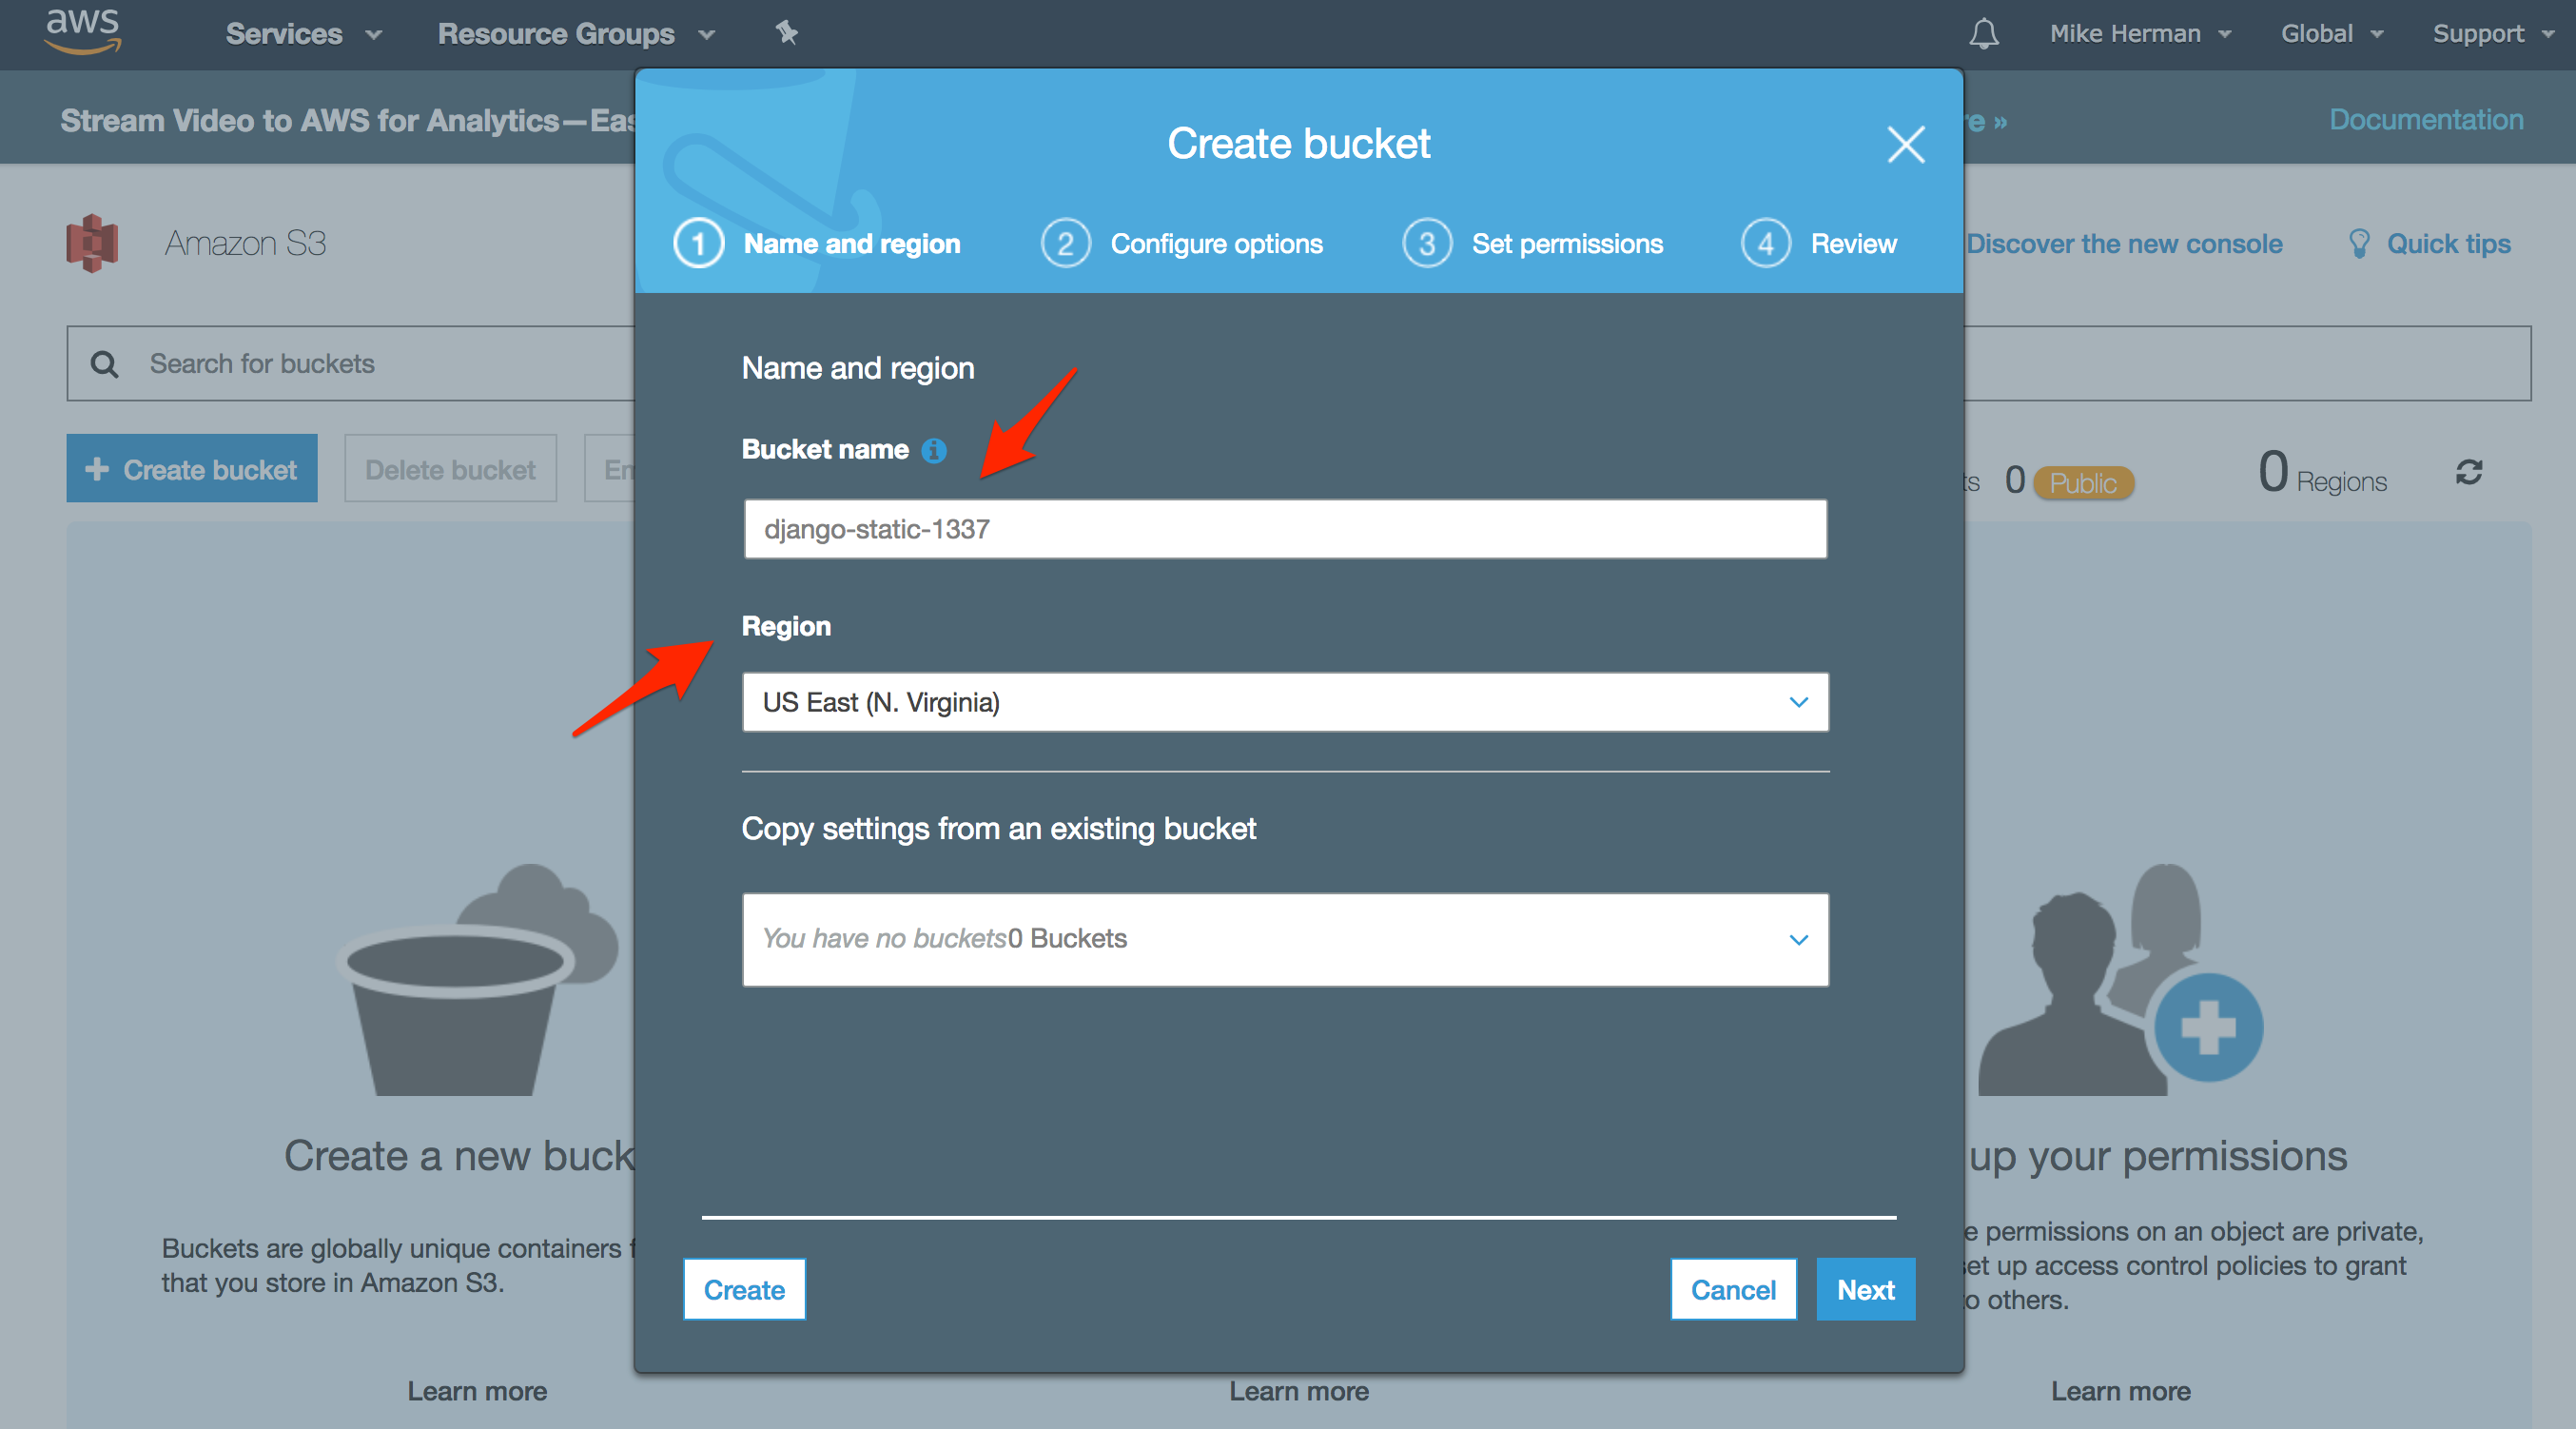 aws
Services
Resource Groups
Mike Herman
Global
Support
Stream Video to AWS for Analytics—Eas
re »
Documentation
Create bucket
1 Name and region
2 Configure options
3 Set permissions
4 Review
Amazon S3
Discover the new console
Quick tips
Search for buckets
Name and region
Bucket name
django-static-1337
+ Create bucket
Delete bucket
Em
ts 0 Public
0 Regions
Region
US East (N. Virginia)
Copy settings from an existing bucket
You have no buckets0 Buckets
Create a new buck
up your permissions
Buckets are globally unique containers f
that you store in Amazon S3.
e permissions on an object are private,
set up access control policies to grant
to others.
Create
Cancel
Next
Learn more
Learn more
Learn more